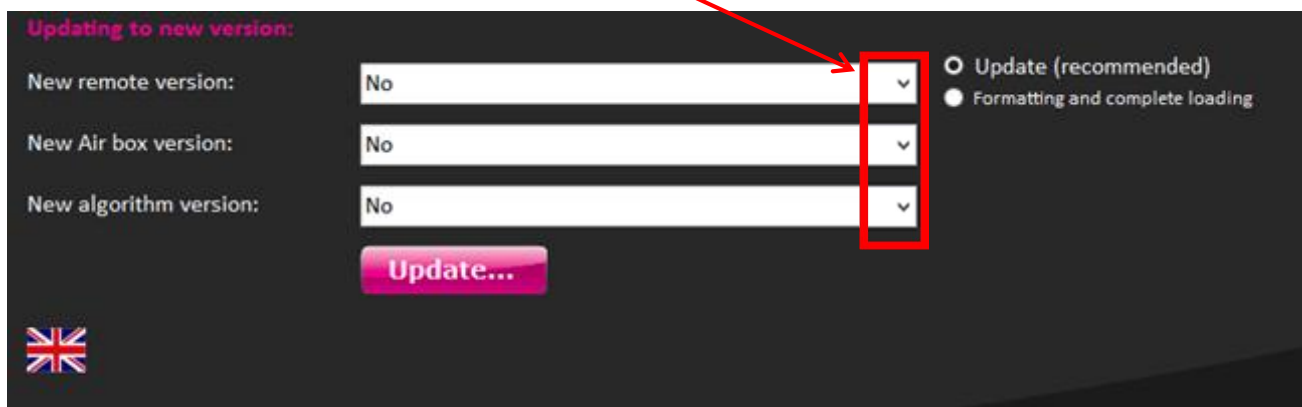 Updating to new version:
New remote version:
No
Update (recommended)
Formatting and complete loading
New Air box version:
No
New algorithm version:
No
Update...